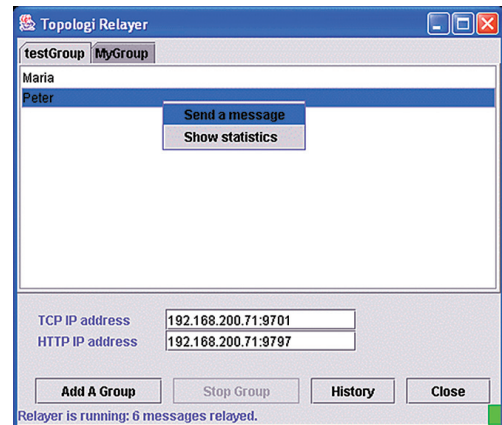 Topologi Relayer
testGroup MyGroup
Maria
Peter
Send a message
Show statistics
TCP IP address 192.168.200.71:9701
HTTP IP address 192.168.200.71:9797
Add A Group Stop Group History Close
Relayer is running: 6 messages relayed.